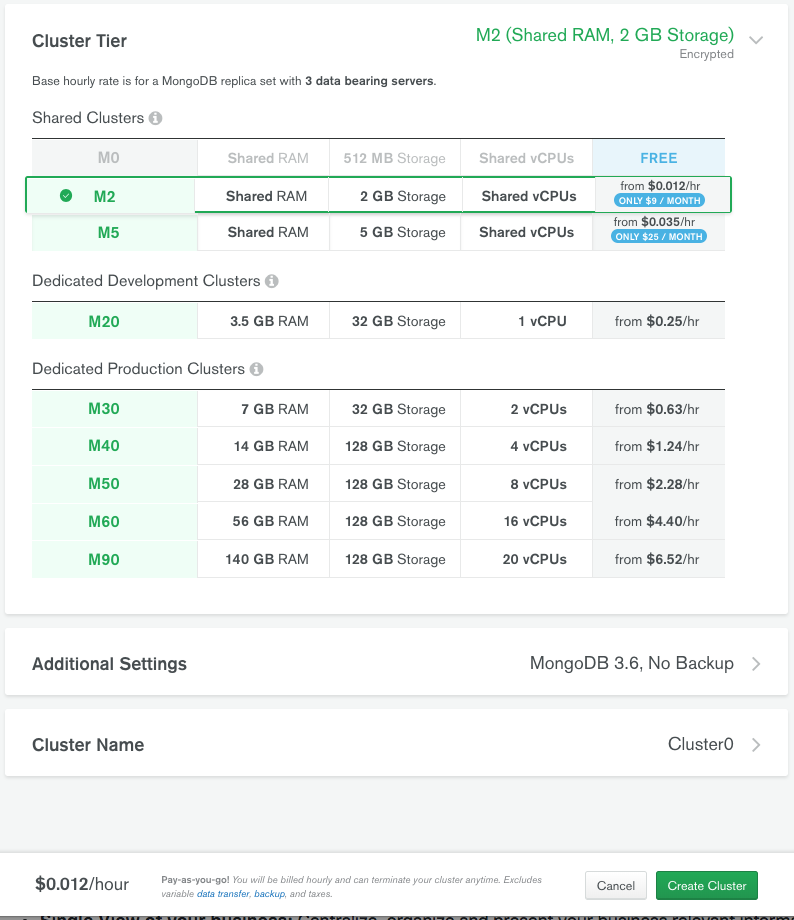 Cluster Tier
M2 (Shared RAM, 2 GB Storage)
Encrypted
Base hourly rate is for a MongoDB replica set with 3 data bearing servers.
Shared Clusters
M0 Shared RAM 512 MB Storage Shared vCPUs FREE
M2 Shared RAM 2 GB Storage Shared vCPUs from $0.012/hr
ONLY $9 / MONTH
M5 Shared RAM 5 GB Storage Shared vCPUs from $0.035/hr
ONLY $25 / MONTH
Dedicated Development Clusters
M20 3.5 GB RAM 32 GB Storage 1 vCPU from $0.25/hr
Dedicated Production Clusters
M30 7 GB RAM 32 GB Storage 2 vCPUs from $0.63/hr
M40 14 GB RAM 128 GB Storage 4 vCPUs from $1.24/hr
M50 28 GB RAM 128 GB Storage 8 vCPUs from $2.28/hr
M60 56 GB RAM 128 GB Storage 16 vCPUs from $4.40/hr
M90 140 GB RAM 128 GB Storage 20 vCPUs from $6.52/hr
Additional Settings MongoDB 3.6, No Backup
Cluster Name Cluster0
$0.012/hour
Pay-as-you-go! You will be billed hourly and can terminate your cluster anytime. Excludes
variable data transfer, backup, and taxes.
Cancel Create Cluster